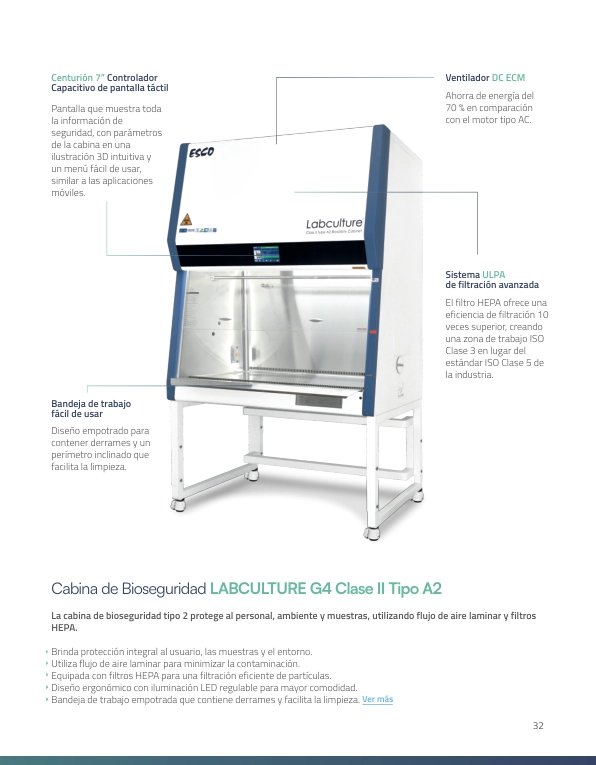 Centurión 7” Controlador
Capacitivo de pantalla táctil
Pantalla que muestra toda
la información de
seguridad, con parámetros
de la cabina en una
ilustración 3D intuitiva y
un menú fácil de usar,
similar a las aplicaciones
móviles.
Ventilador DC ECM
Ahorra de energía del
70 % en comparación
con el motor tipo AC.
ESCO
Labculture
Class II Type A2 Biosafety Cabinet
Sistema ULPA
de filtración avanzada
El filtro HEPA ofrece una
eficiencia de filtración 10
veces superior, creando
una zona de trabajo ISO
Clase 3 en lugar del
estándar ISO Clase 5 de
la industria.
Bandeja de trabajo
fácil de usar
Diseño empotrado para
contener derrames y un
perímetro inclinado que
facilita la limpieza.
Cabina de Bioseguridad LABCULTURE G4 Clase II Tipo A2
La cabina de bioseguridad tipo 2 protege al personal, ambiente y muestras, utilizando flujo de aire laminar y filtros
HEPA.
Brinda protección integral al usuario, las muestras y el entorno.
Utiliza flujo de aire laminar para minimizar la contaminación.
Equipada con filtros HEPA para una filtración eficiente de partículas.
Diseño ergonómico con iluminación LED regulable para mayor comodidad.
Bandeja de trabajo empotrada que contiene derrames y facilita la limpieza. Ver más
32